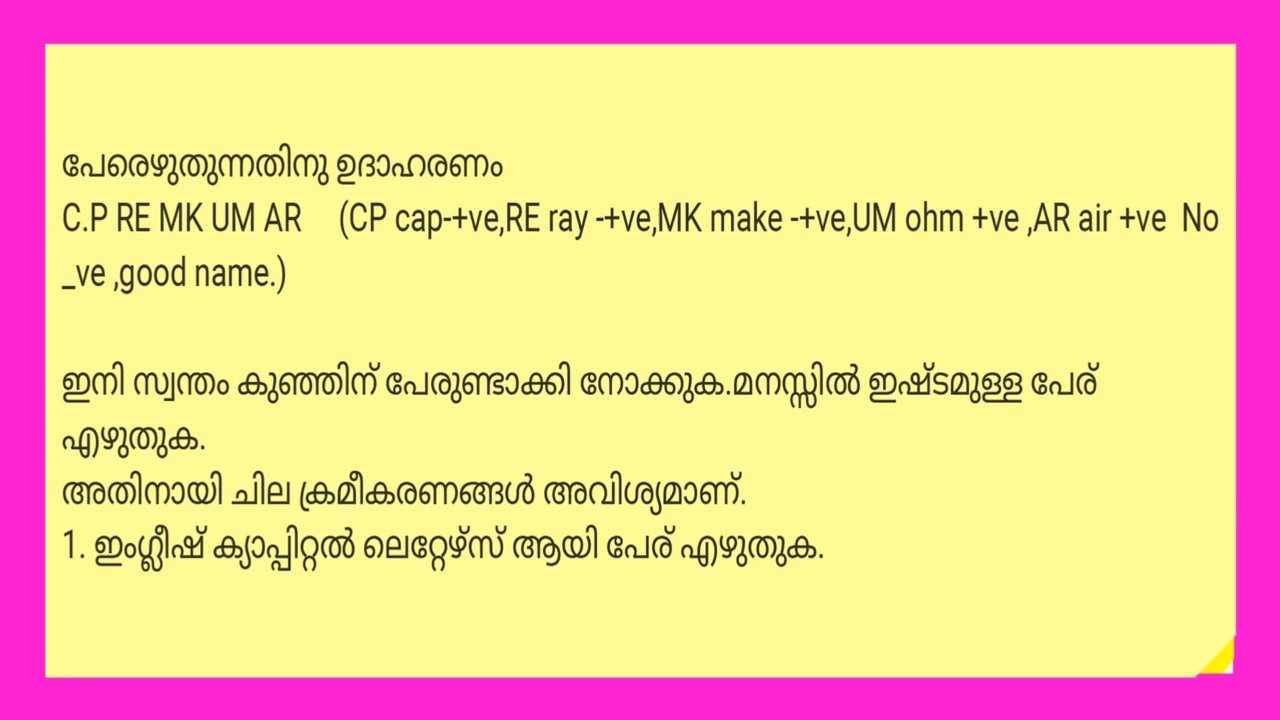 പേരെഴുതുന്നതിനു ഉദാഹരണം
C.P RE MK UM AR (CP cap-+ve,RE ray -+ve,MK make -+ve,UM ohm +ve ,AR air +ve No
_ve ,good name.)
ഇനി സ്വന്തം കുഞ്ഞിന് പേരുണ്ടാക്കി നോക്കുക.മനസ്സിൽ ഇഷ്ടമുള്ള പേര്
എഴുതുക.
അതിനായി ചില ക്രമീകരണങ്ങൾ അവിശ്യമാണ്.
1. ഇംഗ്ലീഷ് ക്യാപ്പിറ്റൽ ലെറ്റേഴ്സ് ആയി പേര് എഴുതുക.